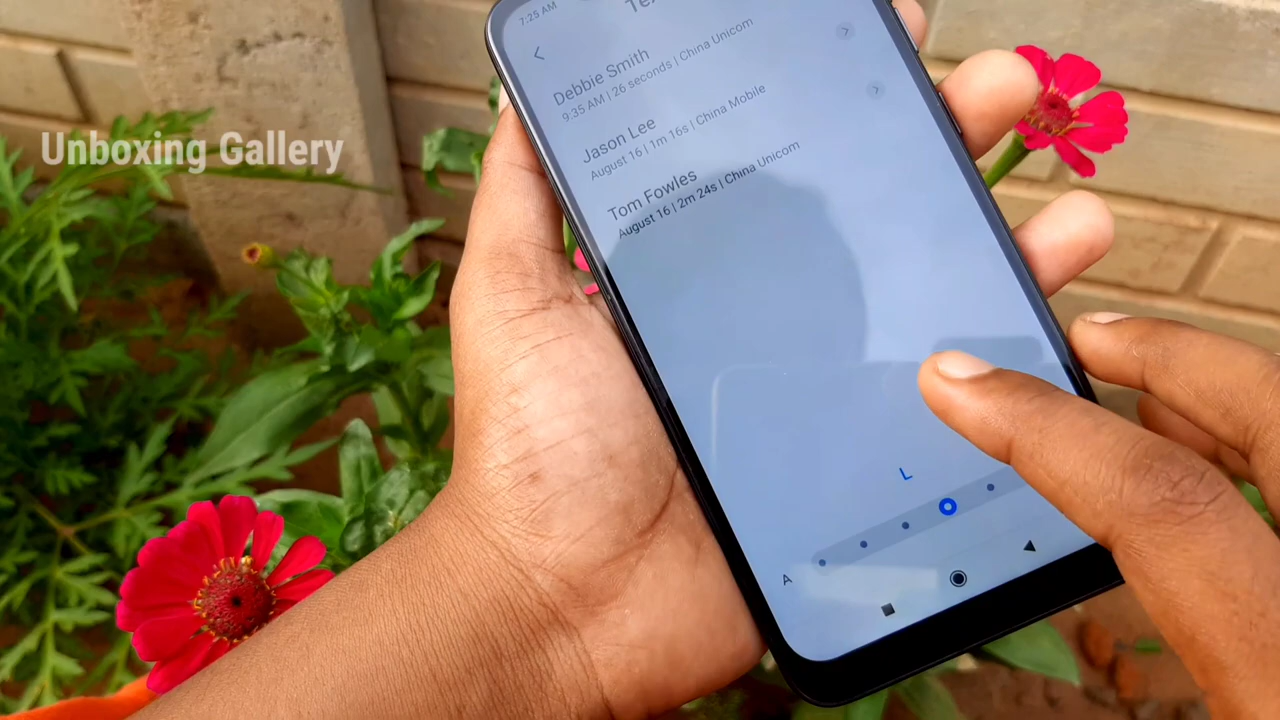 7:25 AM
Debbie Smith
9:35 AM | 26 seconds | China Unicom
Jason Lee
August 16 | 1m 16s | China Mobile
Tom Fowles
August 16 | 2m 24s | China Unicom
Unboxing Gallery
L
A